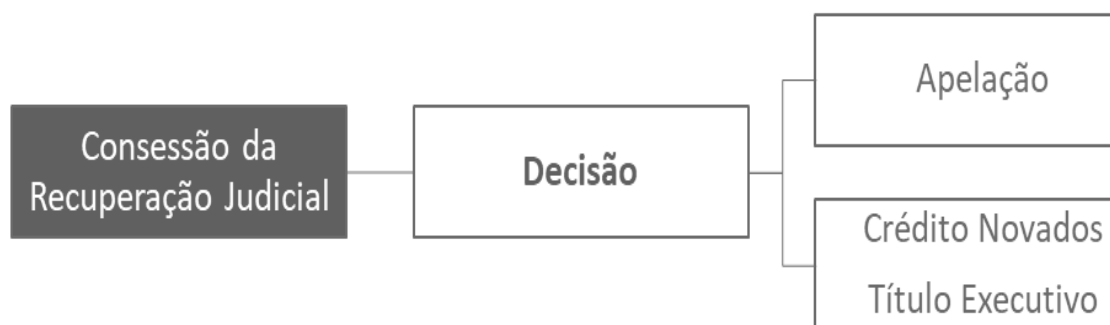 Consessão da
Recuperação Judicial
Decisão
Apelação
Crédito Novados
Título Executivo